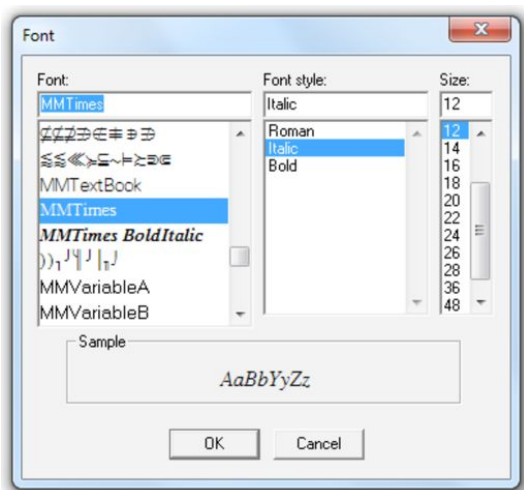 Font
Font:
MMTimes
MMTextBook
MMTimes
MMTimes BoldItalic
MMVariableA
MMVariableB
Font style:
Italic
Roman
Italic
Bold
Size:
12
12
14
16
18
20
22
24
26
28
36
48
Sample
AaBbYyZz
OK
Cancel